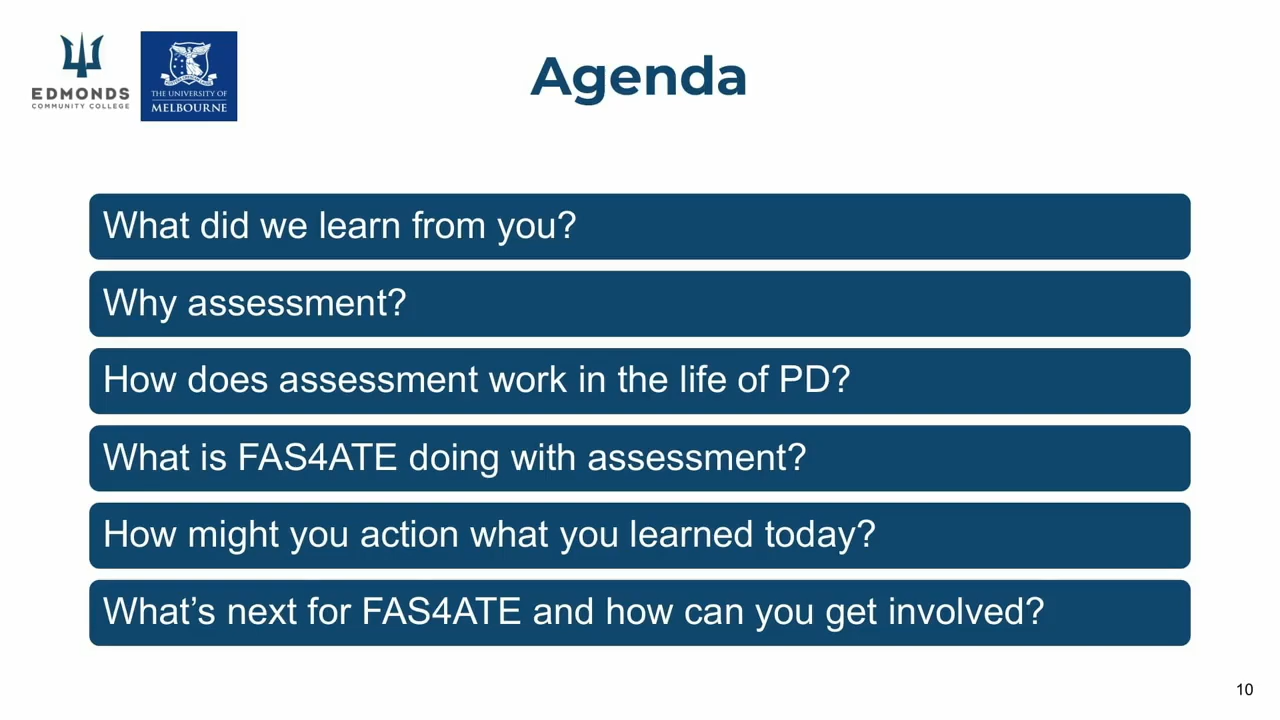 EDMONDS
COMMUNITY COLLEGE
THE UNIVERSITY OF
MELBOURNE
Agenda
What did we learn from you?
Why assessment?
How does assessment work in the life of PD?
What is FAS4ATE doing with assessment?
How might you action what you learned today?
What’s next for FAS4ATE and how can you get involved?
10